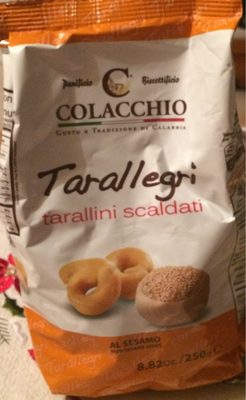 Panificio Biscottificio
COLACCHIO
GUSTO E TRADIZIONE DI CALABRIA
Tarallegri
tarallini scaldati
AL SESAMO
8.82oz./250g